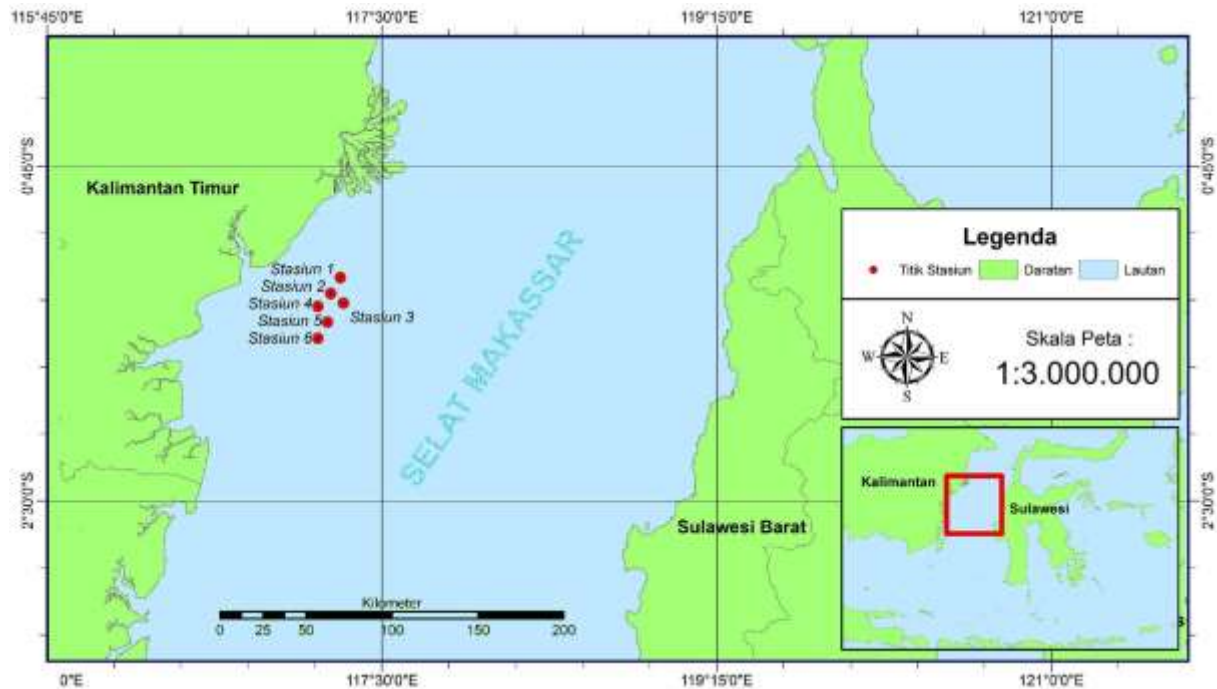 115°45'0"E 117°30'0"E 119°15'0"E 121°0'0"E
0°45'0"S
0°45'0"S
Kalimantan Timur
Stasiun 1
Stasiun 2
Stasiun 4
Stasiun 3
Stasiun 5
Stasiun 6
SELAT MAKASSAR
Legenda
Titik Stasiun Daratan Lautan
N
W E
S
Skala Peta :
1:3.000.000
Kalimantan
Sulawesi
2°30'0"S
2°30'0"S
Sulawesi Barat
Kilometer
0 25 50 100 150 200
S
0"E 117°30'0"E 119°15'0"E 121°0'0"E